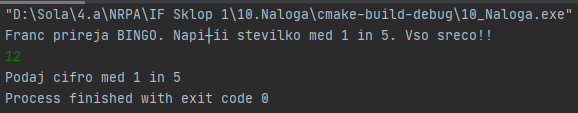 "D:\Sola\4.a\NRPA\IF Sklop 1\10.Naloga\cmake-build-debug\10_Naloga.exe"
Franc prireja BINGO. Napi┼íi stevilko med 1 in 5. Vso sreco!!
12
Podaj cifro med 1 in 5
Process finished with exit code 0